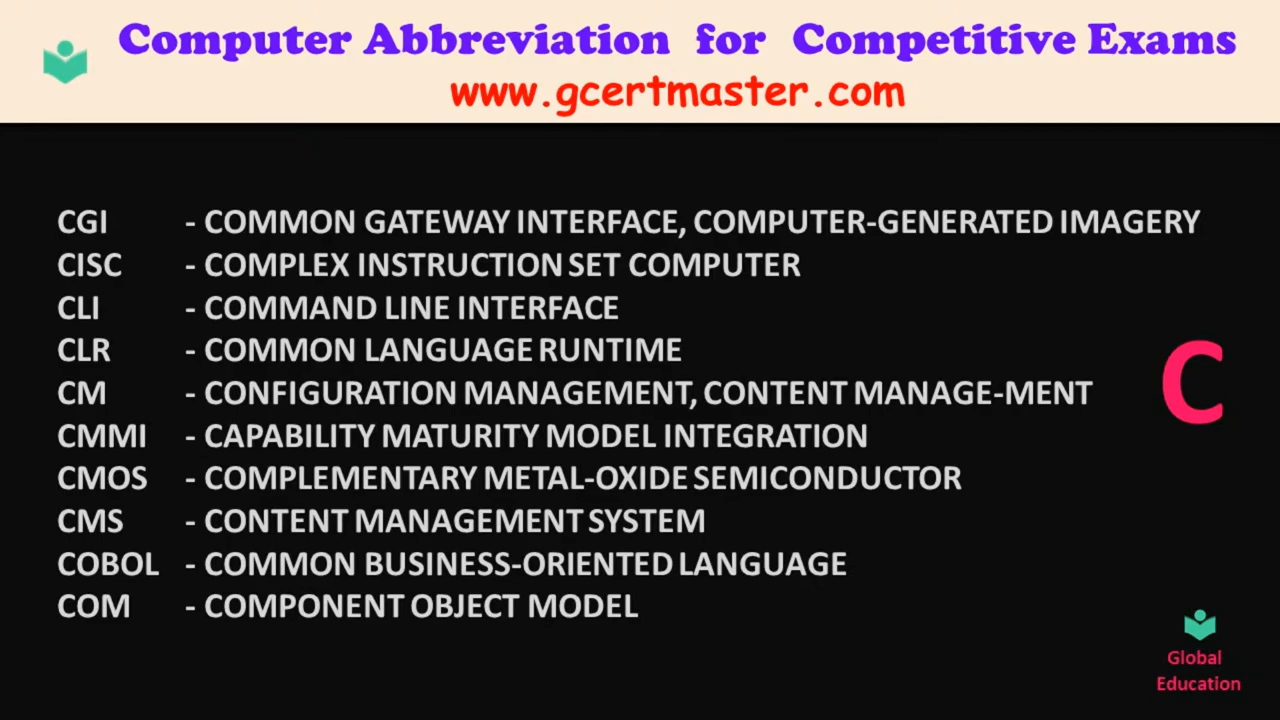 Computer Abbreviation for Competitive Exams
www.gcertmaster.com
CGI - COMMON GATEWAY INTERFACE, COMPUTER-GENERATED IMAGERY
CISC - COMPLEX INSTRUCTION SET COMPUTER
CLI - COMMAND LINE INTERFACE
CLR - COMMON LANGUAGE RUNTIME
CM - CONFIGURATION MANAGEMENT, CONTENT MANAGE-MENT
CMMI - CAPABILITY MATURITY MODEL INTEGRATION
CMOS - COMPLEMENTARY METAL-OXIDE SEMICONDUCTOR
CMS - CONTENT MANAGEMENT SYSTEM
COBOL - COMMON BUSINESS-ORIENTED LANGUAGE
COM - COMPONENT OBJECT MODEL
C
Global
Education